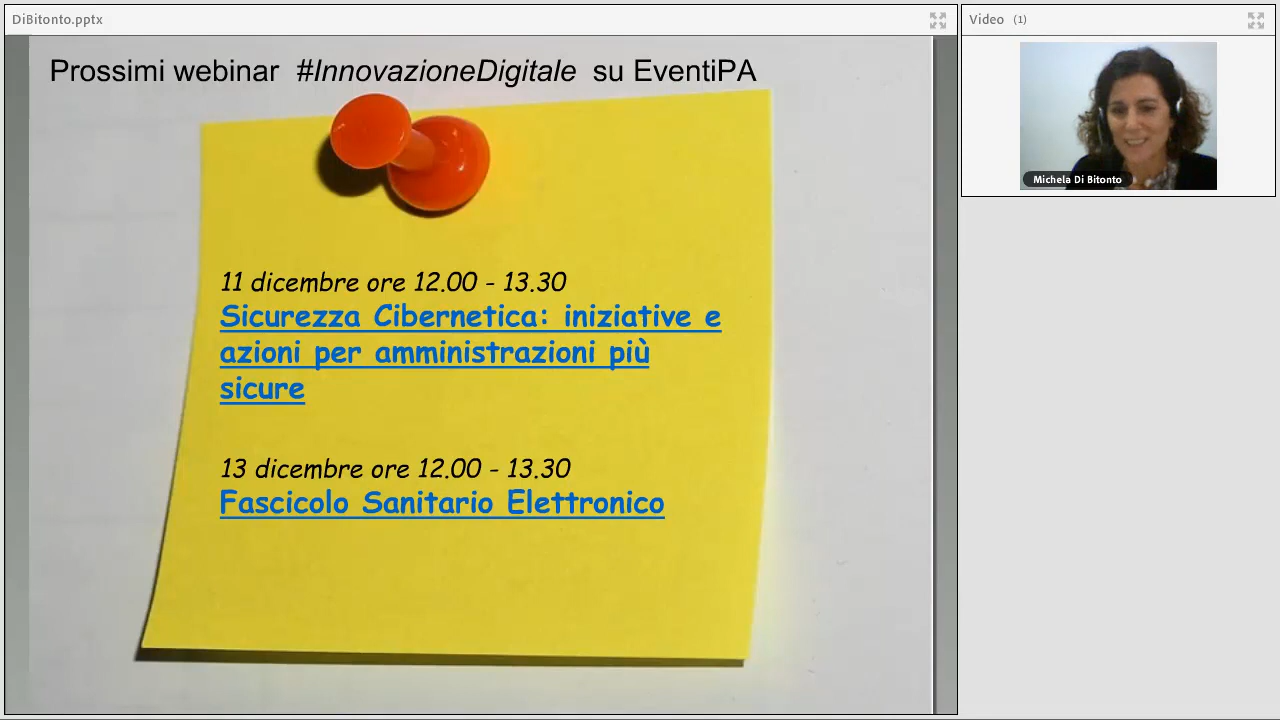 DiBitonto.pptx
Prossimi webinar #InnovazioneDigitale su EventiPA
11 dicembre ore 12.00 - 13.30
Sicurezza Cibernetica: iniziative e
azioni per amministrazioni più
sicure
13 dicembre ore 12.00 - 13.30
Fascicolo Sanitario Elettronico
Video (1)
Michela Di Bitonto